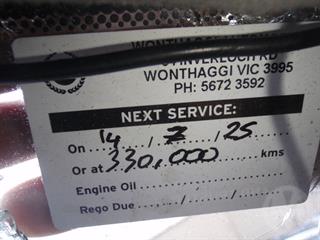 INVERLOCH RD
WONTHAGGI VIC 3995
PH: 5672 3592
NEXT SERVICE:
On 14 / 7 / 25
Or at 330,000 kms
Engine Oil
Rego Due ... / ... / ...